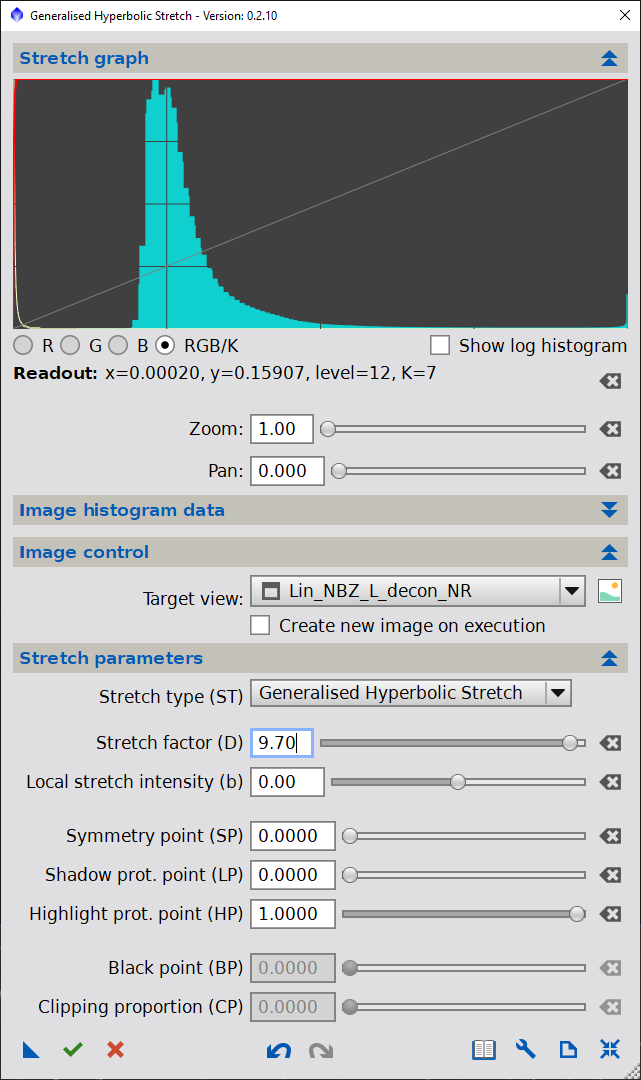 Generalised Hyperbolic Stretch - Version: 0.2.10
Stretch graph
R G B RGB/K Show log histogram
Readout: x=0.00020, y=0.15907, level=12, K=7
Zoom: 1.00
Pan: 0.000
Image histogram data
Image control
Target view: Lin_NBZ_L_decon_NR
Create new image on execution
Stretch parameters
Stretch type (ST) Generalised Hyperbolic Stretch
Stretch factor (D) 9.70
Local stretch intensity (b) 0.00
Symmetry point (SP) 0.0000
Shadow prot. point (LP) 0.0000
Highlight prot. point (HP) 1.0000
Black point (BP) 0.0000
Clipping proportion (CP) 0.0000